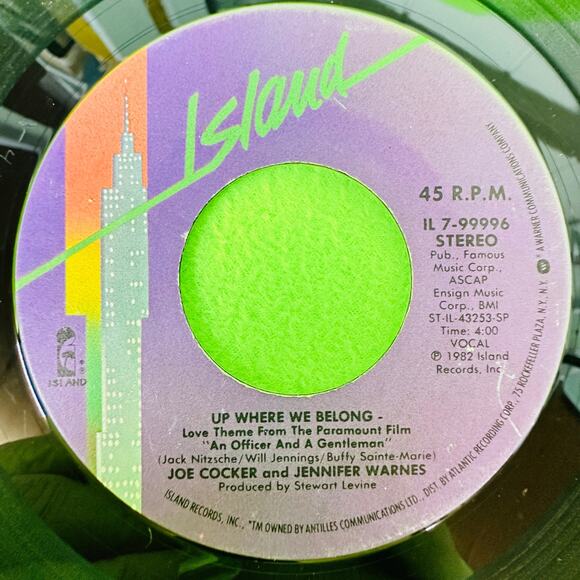 Island
45 R.P.M.
IL 7-99996
STEREO
Pub., Famous
Music Corp.,
ASCAP
Ensign Music
Corp., BMI
ST-IL-43253-SP
Time: 4:00
VOCAL
℗ 1982 Island
Records, Inc.
ISLAND
UP WHERE WE BELONG -
Love Theme From The Paramount Film
"An Officer And A Gentleman"
(Jack Nitzsche/Will Jennings/Buffy Sainte-Marie)
JOE COCKER and JENNIFER WARNES
Produced by Stewart Levine
ISLAND RECORDS, INC., *TM OWNED BY ANTILLES COMMUNICATIONS LTD., DIST. BY ATLANTIC RECORDING CORP., 75 ROCKEFELLER PLAZA, N.Y., N.Y. A WARNER COMMUNICATIONS COMPANY